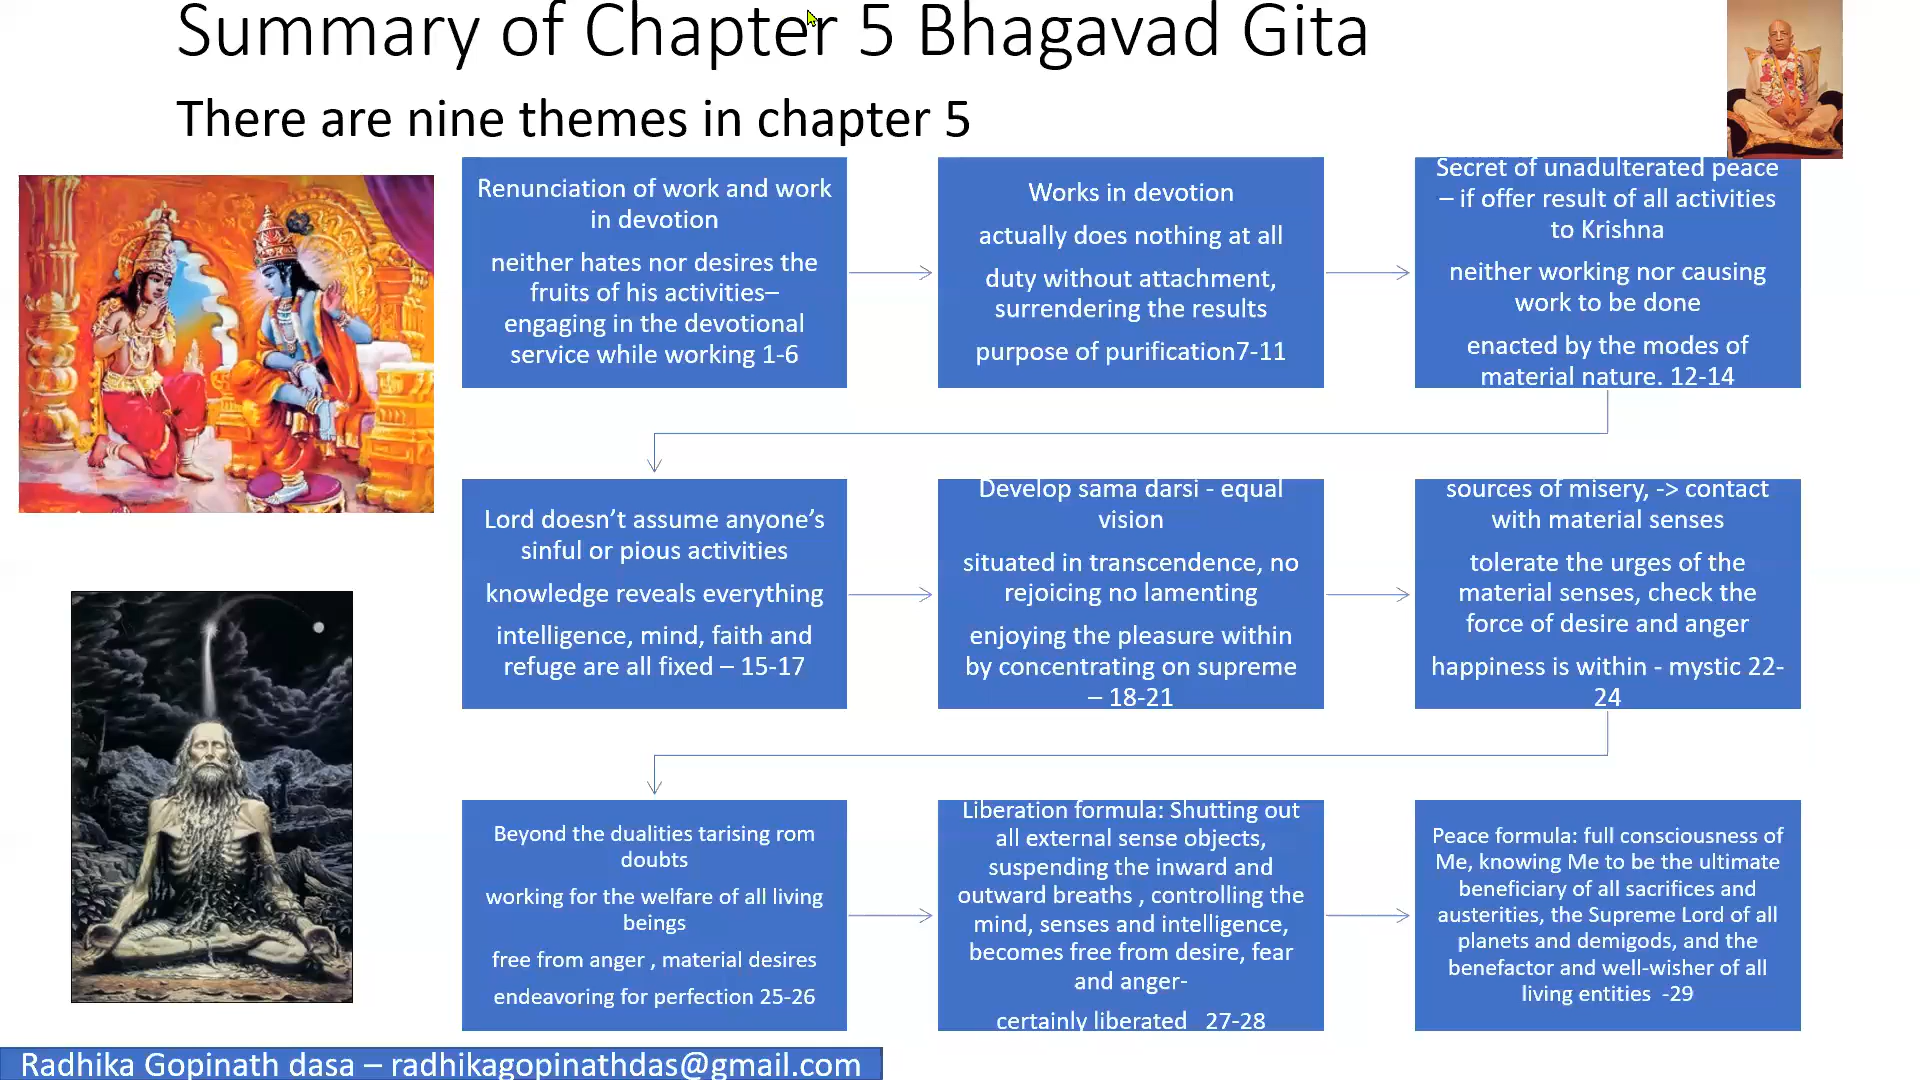 Summary of Chapter 5 Bhagavad Gita
There are nine themes in chapter 5
Renunciation of work and work
in devotion
neither hates nor desires the
fruits of his activities–
engaging in the devotional
service while working 1-6
Works in devotion
actually does nothing at all
duty without attachment,
surrendering the results
purpose of purification7-11
Secret of unadulterated peace
– if offer result of all activities
to Krishna
neither working nor causing
work to be done
enacted by the modes of
material nature. 12-14
Lord doesn’t assume anyone’s
sinful or pious activities
knowledge reveals everything
intelligence, mind, faith and
refuge are all fixed – 15-17
Develop sama darsi - equal
vision
situated in transcendence, no
rejoicing no lamenting
enjoying the pleasure within
by concentrating on supreme
– 18-21
sources of misery, -> contact
with material senses
tolerate the urges of the
material senses, check the
force of desire and anger
happiness is within - mystic 22-
24
Beyond the dualities tarising rom
doubts
working for the welfare of all living
beings
free from anger , material desires
endeavoring for perfection 25-26
Liberation formula: Shutting out
all external sense objects,
suspending the inward and
outward breaths , controlling the
mind, senses and intelligence,
becomes free from desire, fear
and anger-
certainly liberated   27-28
Peace formula: full consciousness of
Me, knowing Me to be the ultimate
beneficiary of all sacrifices and
austerities, the Supreme Lord of all
planets and demigods, and the
benefactor and well-wisher of all
living entities  -29
Radhika Gopinath dasa – radhikagopinathdas@gmail.com